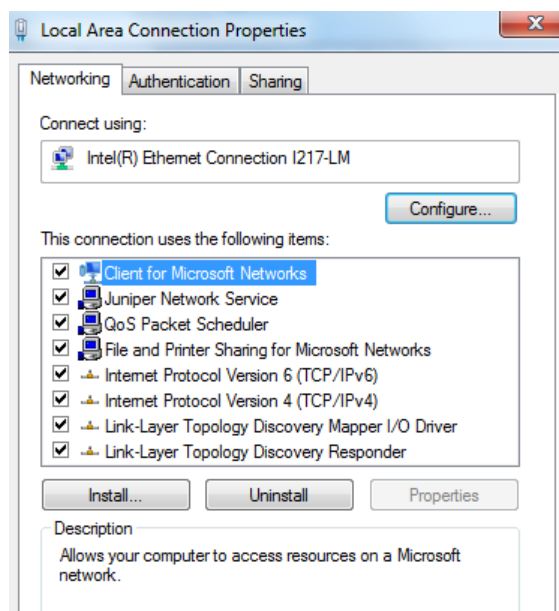 Local Area Connection Properties
Networking Authentication Sharing
Connect using:
Intel(R) Ethernet Connection I217-LM
Configure...
This connection uses the following items:
Client for Microsoft Networks
Juniper Network Service
QoS Packet Scheduler
File and Printer Sharing for Microsoft Networks
Internet Protocol Version 6 (TCP/IPv6)
Internet Protocol Version 4 (TCP/IPv4)
Link-Layer Topology Discovery Mapper I/O Driver
Link-Layer Topology Discovery Responder
Install... Uninstall Properties
Description
Allows your computer to access resources on a Microsoft
network.